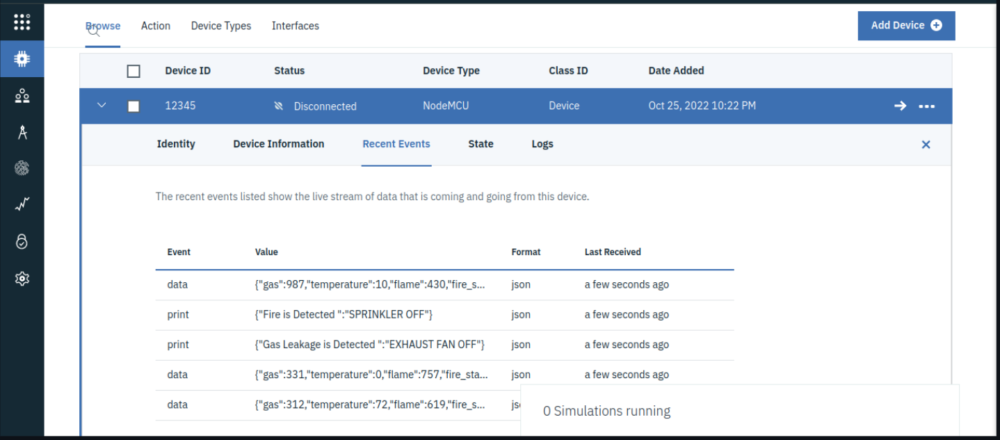 Browse Action Device Types Interfaces Add Device
Device ID Status Device Type Class ID Date Added
12345 Disconnected NodeMCU Device Oct 25, 2022 10:22 PM
Identity Device Information Recent Events State Logs
The recent events listed show the live stream of data that is coming and going from this device.
Event Value Format Last Received
data {"gas":987,"temperature":10,"flame":430,"fire_s... json a few seconds ago
print {"Fire is Detected ":"SPRINKLER OFF"} json a few seconds ago
print {"Gas Leakage is Detected ":"EXHAUST FAN OFF"} json a few seconds ago
data {"gas":331,"temperature":0,"flame":757,"fire_sta... json a few seconds ago
data {"gas":312,"temperature":72,"flame":619,"fire_s...
0 Simulations running